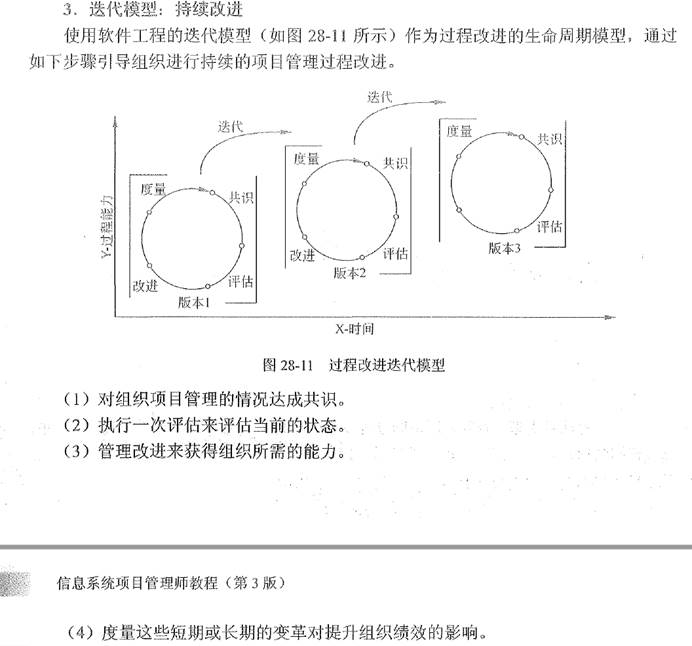 3．迭代模型：持续改进
使用软件工程的迭代模型（如图 28-11 所示）作为过程改进的生命周期模型，通过
如下步骤引导组织进行持续的项目管理过程改进。
迭代
迭代
Y-过程能力
度量
共识
改进
评估
版本1
度量
共识
改进
评估
版本2
度量
共识
评估
版本3
X-时间
图 28-11 过程改进迭代模型
（1）对组织项目管理的情况达成共识。
（2）执行一次评估来评估当前的状态。
（3）管理改进来获得组织所需的能力。
信息系统项目管理师教程（第 3 版）
（4）度量这些短期或长期的变革对提升组织绩效的影响。